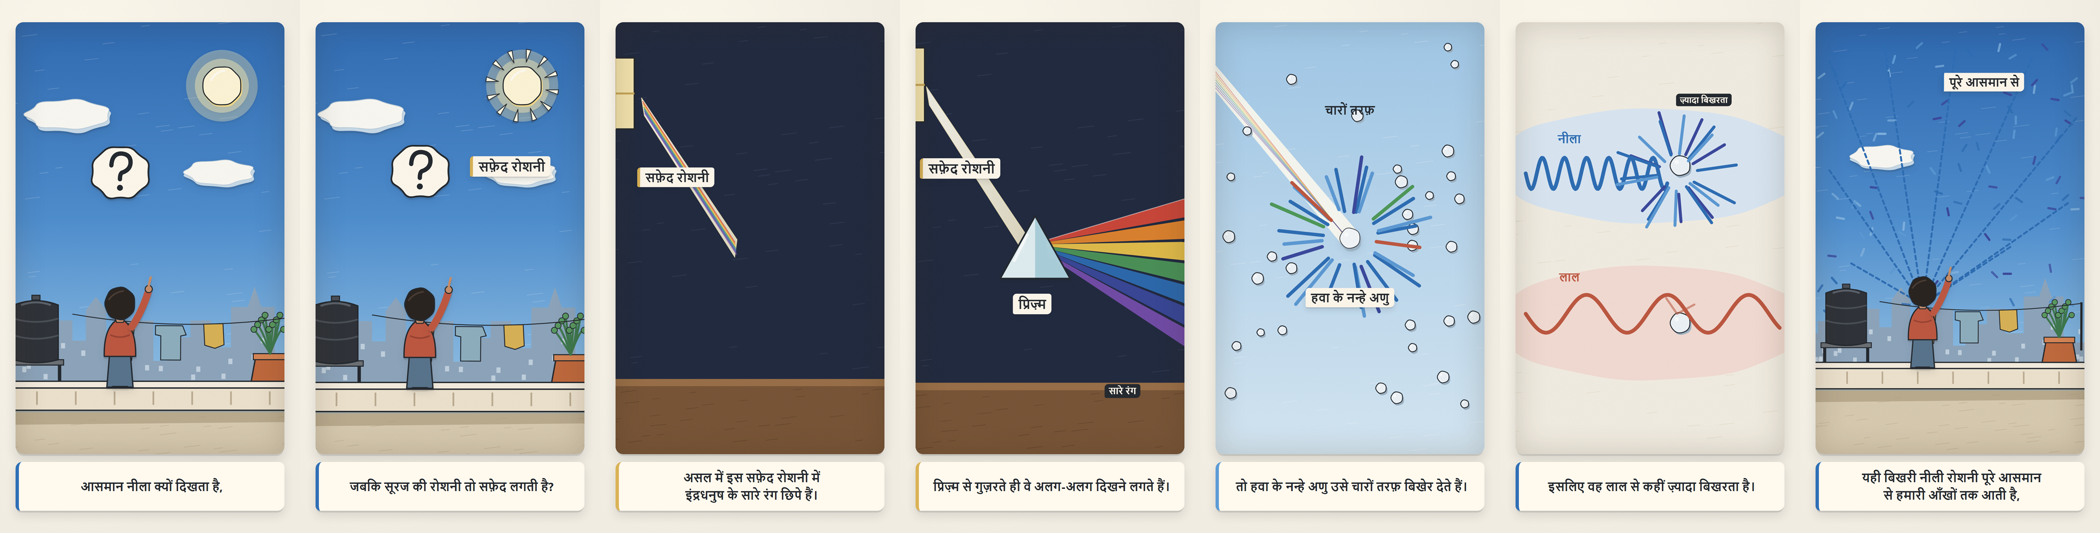 आसमान नीला क्यों दिखता है,
सफ़ेद रोशनी
जबकि सूरज की रोशनी तो सफ़ेद लगती है?
सफ़ेद रोशनी
असल में इस सफ़ेद रोशनी में
इंद्रधनुष के सारे रंग छिपे हैं।
सफ़ेद रोशनी
प्रिज़्म
सारे रंग
प्रिज़्म से गुज़रते ही वे अलग-अलग दिखने लगते हैं।
चारों तरफ़
हवा के नन्हे अणु
तो हवा के नन्हे अणु उसे चारों तरफ़ बिखेर देते हैं।
ज़्यादा बिखरता
नीला
लाल
इसलिए वह लाल से कहीं ज़्यादा बिखरता है।
पूरे आसमान से
यही बिखरी नीली रोशनी पूरे आसमान
से हमारी आँखों तक आती है,